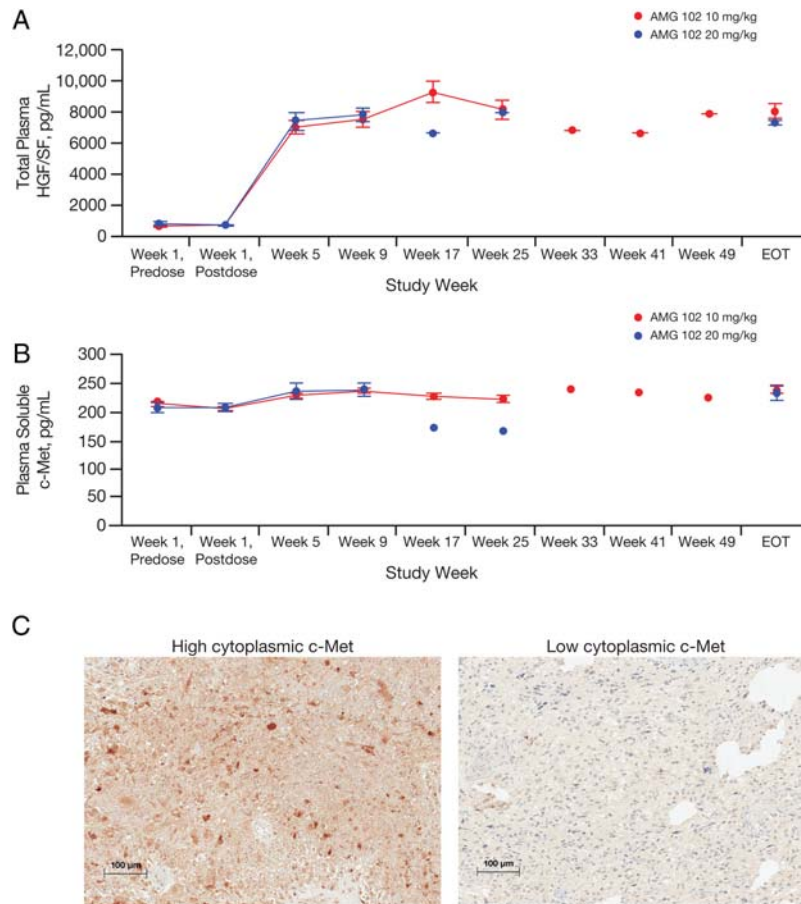 A
AMG 102 10 mg/kg
AMG 102 20 mg/kg
Total Plasma
HGF/SF, pg/mL
12,000
10,000
8000
6000
4000
2000
0
Week 1,
Predose
Week 1,
Postdose
Week 5
Week 9
Week 17
Week 25
Week 33
Week 41
Week 49
EOT
Study Week
B
AMG 102 10 mg/kg
AMG 102 20 mg/kg
Plasma Soluble
c-Met, pg/mL
300
250
200
150
100
50
0
Week 1,
Predose
Week 1,
Postdose
Week 5
Week 9
Week 17
Week 25
Week 33
Week 41
Week 49
EOT
Study Week
C
High cytoplasmic c-Met
Low cytoplasmic c-Met
100 µm
100 µm